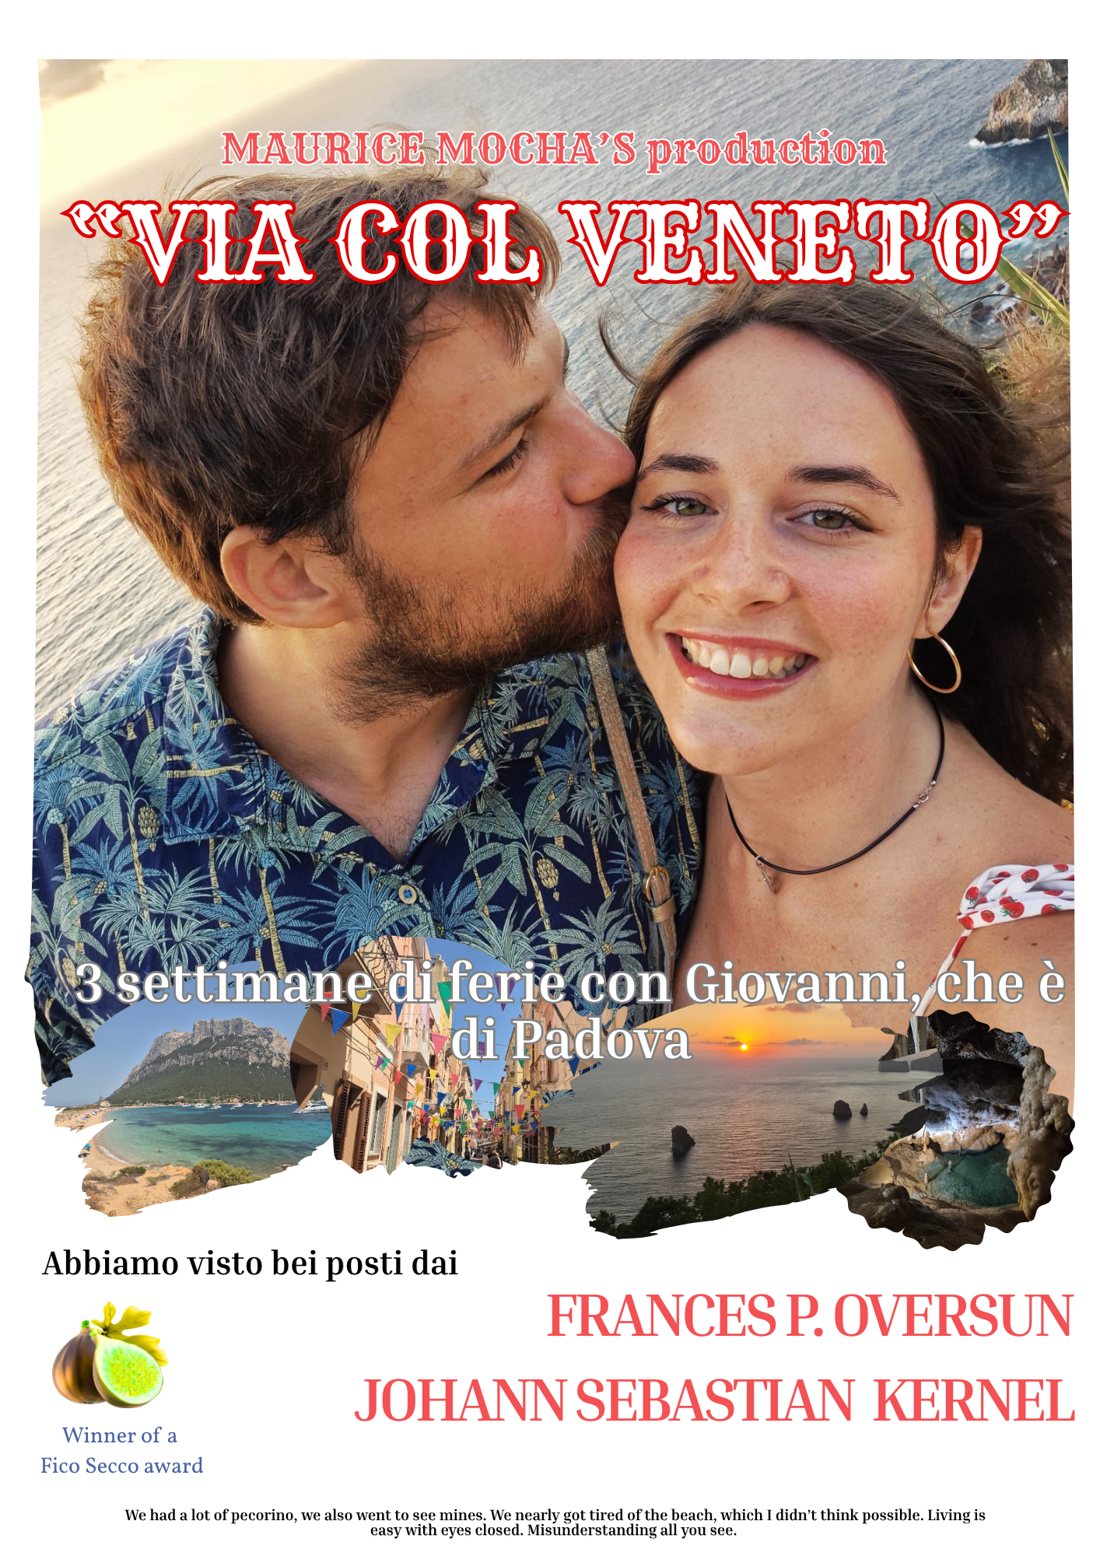 MAURICE MOCHA’S production
“VIA COL VENETO”
3 settimane di ferie con Giovanni, che è
di Padova
Abbiamo visto bei posti dai
FRANCES P. OVERSUN
JOHANN SEBASTIAN KERNEL
Winner of a
Fico Secco award
We had a lot of pecorino, we also went to see mines. We nearly got tired of the beach, which I didn’t think possible. Living is
easy with eyes closed. Misunderstanding all you see.